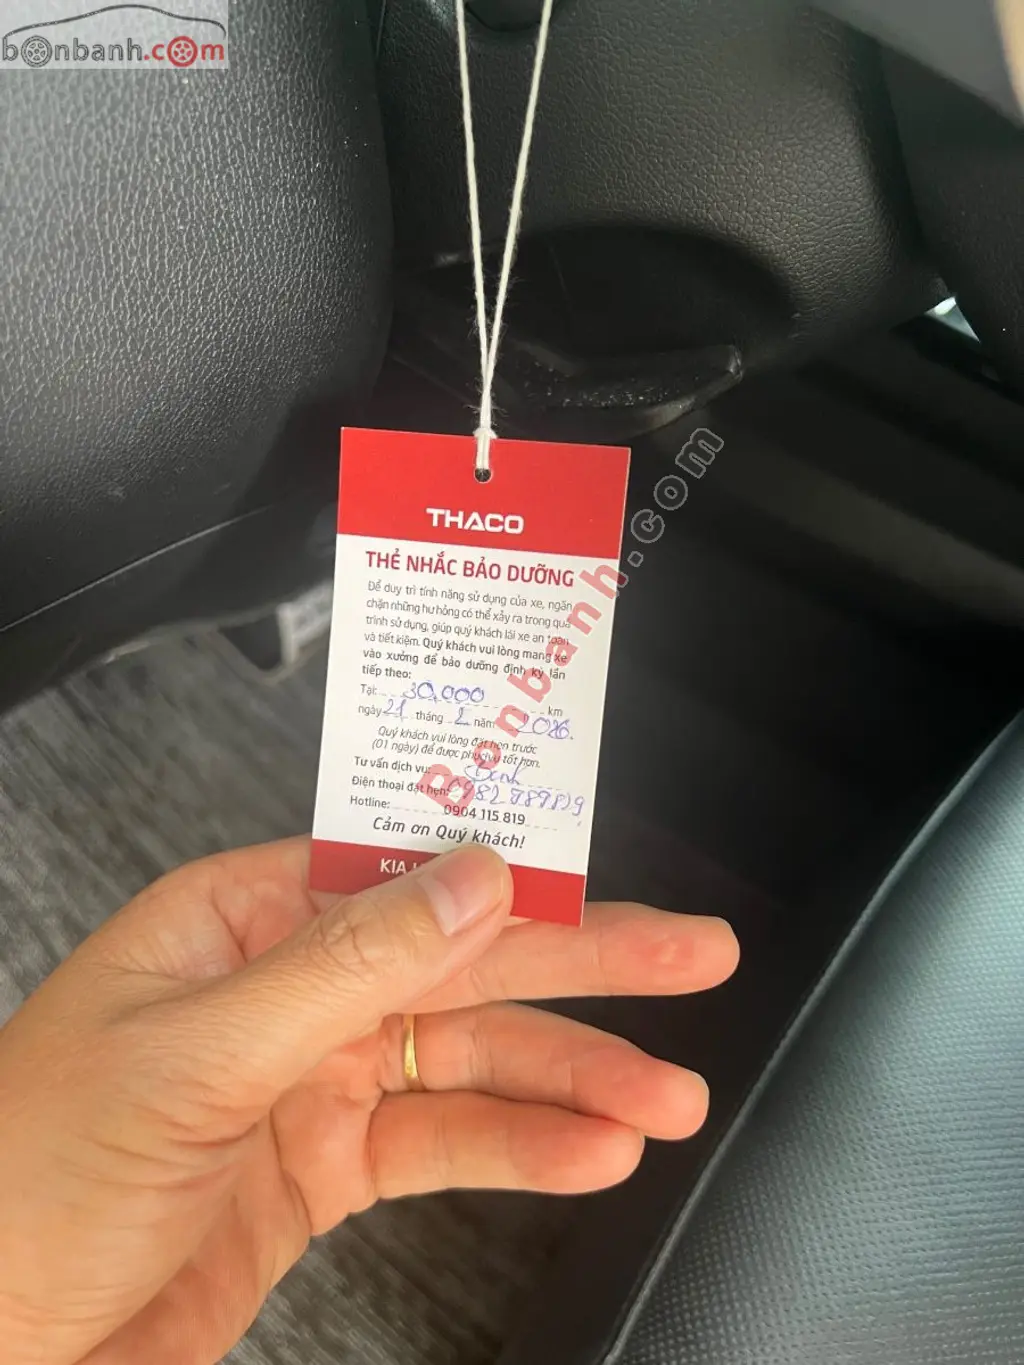 bonbanh.com
THACO
THẺ NHẮC BẢO DƯỠNG
Để duy trì tính năng sử dụng của xe, ngăn
chặn những hư hỏng có thể xảy ra trong quá
trình sử dụng, giúp quý khách lái xe an toàn
và tiết kiệm. Quý khách vui lòng mang xe
vào xưởng để bảo dưỡng định kỳ lần
tiếp theo:
Tại: 30,000 km
ngày 21 tháng 2 năm 2026.
Quý khách vui lòng đặt hẹn trước
(01 ngày) để được phục vụ tốt hơn.
Tư vấn dịch vụ:
Điện thoại đặt hẹn:
Hotline: 0904 115 819
Cảm ơn Quý khách!
KIA
Bonbanh.com